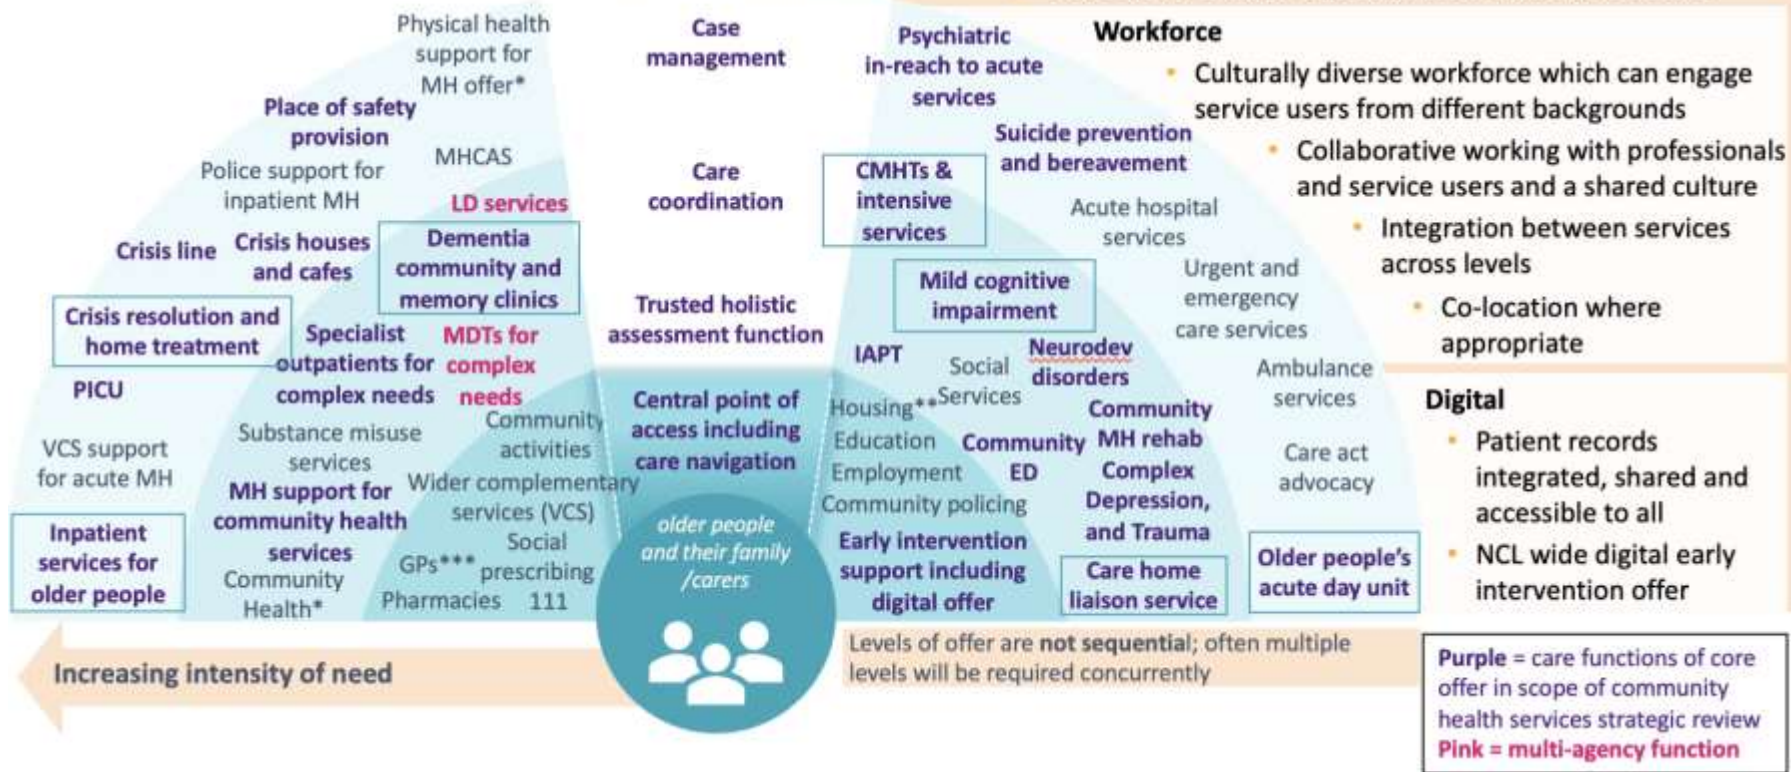 Physical health
support for
MH offer*
Place of safety
provision
MHCAS
Police support for
inpatient MH
LD services
Crisis line
Crisis houses
and cafes
Dementia
community and
memory clinics
Crisis resolution and
home treatment
Specialist
outpatients for
complex needs
MDTs for
complex
needs
PICU
Substance misuse
services
Community
activities
VCS support
for acute MH
MH support for
community health
services
Wider complementary
services (VCS)
Inpatient
services for
older people
Community
Health*
GPs***
Social
prescribing
Pharmacies
111
Case
management
Care
coordination
Trusted holistic
assessment function
Central point of
access including
care navigation
older people
and their family
/carers
Psychiatric
in-reach to acute
services
Suicide prevention
and bereavement
CMHTs &
intensive
services
Acute hospital
services
Mild cognitive
impairment
Urgent and
emergency
care services
IAPT
Social
Services
Neurodev
disorders
Ambulance
services
Housing**
Education
Employment
Community policing
Community
ED
Community
MH rehab
Complex
Depression,
and Trauma
Care act
advocacy
Early intervention
support including
digital offer
Care home
liaison service
Older people's
acute day unit
Increasing intensity of need
Levels of offer are not sequential; often multiple
levels will be required concurrently
Workforce
• Culturally diverse workforce which can engage
service users from different backgrounds
• Collaborative working with professionals
and service users and a shared culture
• Integration between services
across levels
• Co-location where
appropriate
Digital
• Patient records
integrated, shared and
accessible to all
• NCL wide digital early
intervention offer
Purple = care functions of core
offer in scope of community
health services strategic review
Pink = multi-agency function